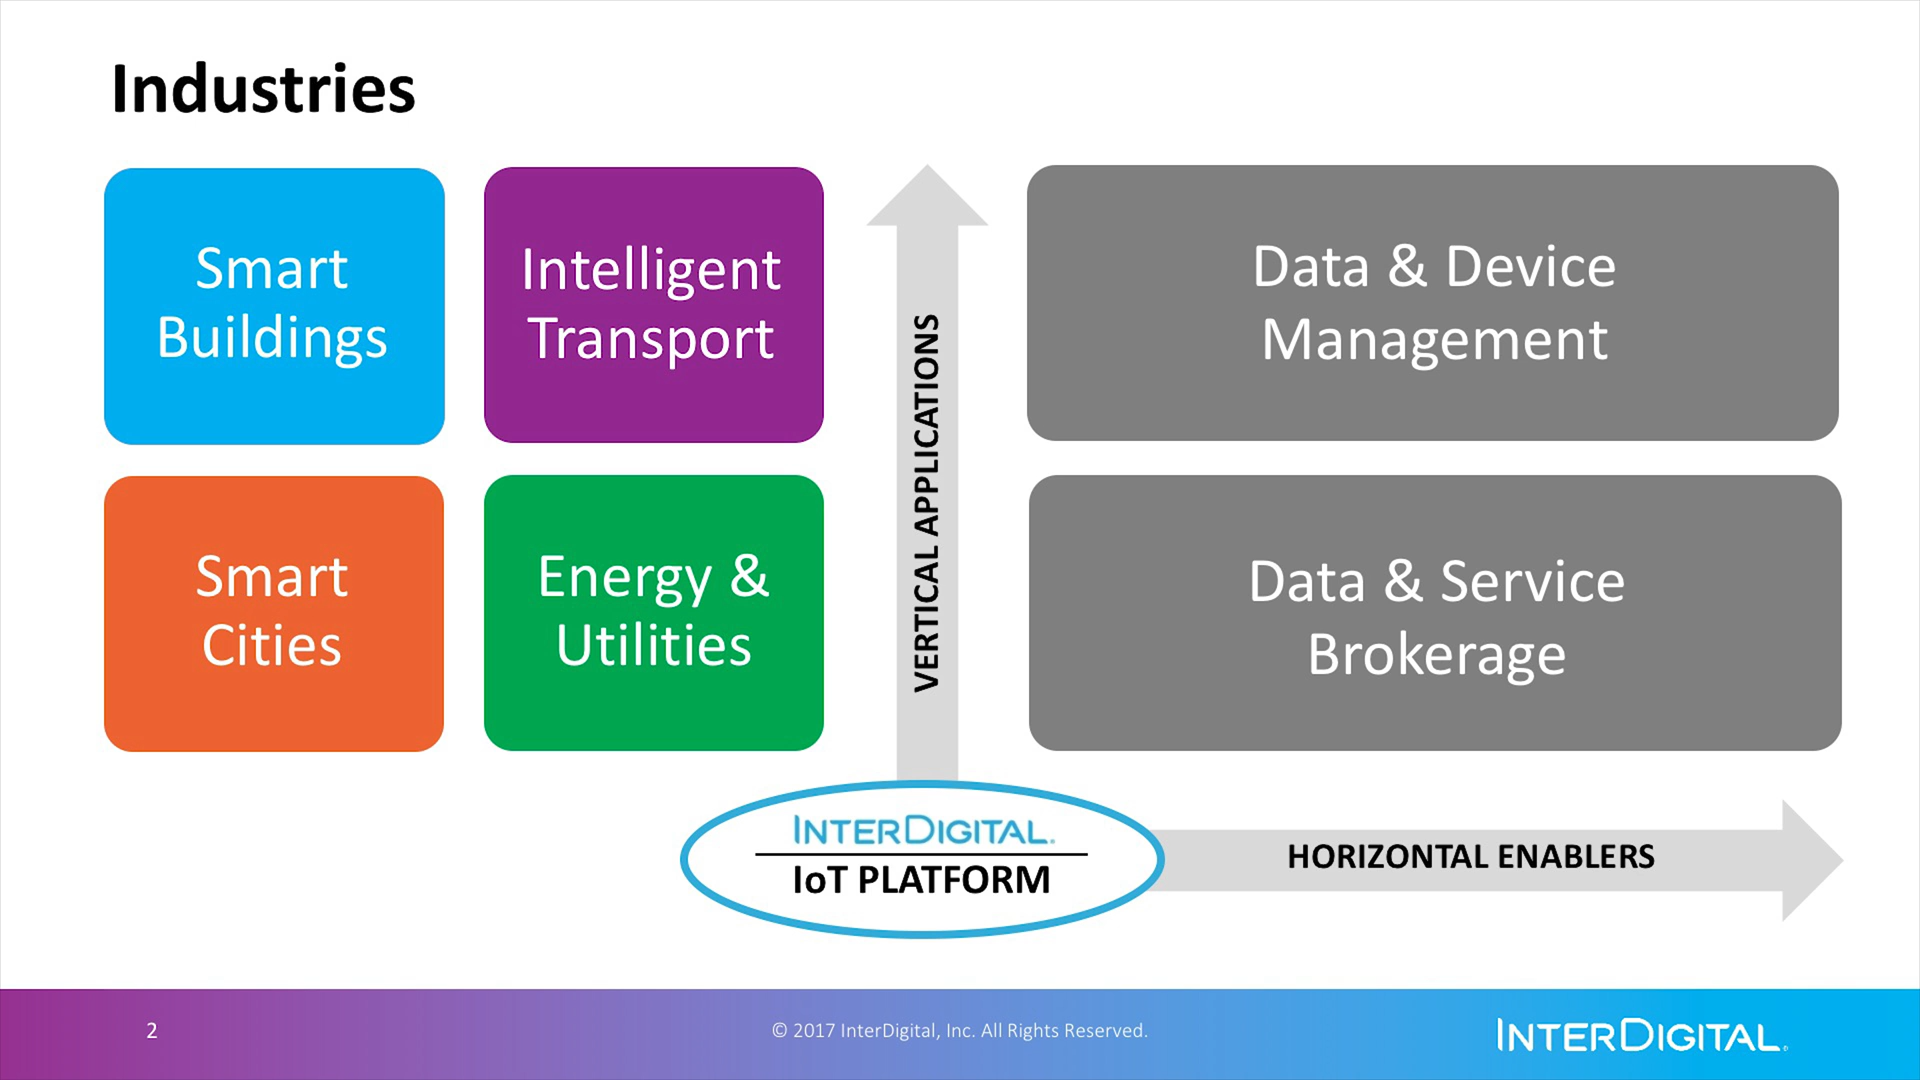 Industries
Smart
Buildings
Intelligent
Transport
Smart
Cities
Energy &
Utilities
VERTICAL APPLICATIONS
Data & Device
Management
Data & Service
Brokerage
INTERDIGITAL.
IoT PLATFORM
HORIZONTAL ENABLERS
2
© 2017 InterDigital, Inc. All Rights Reserved.
INTERDIGITAL.